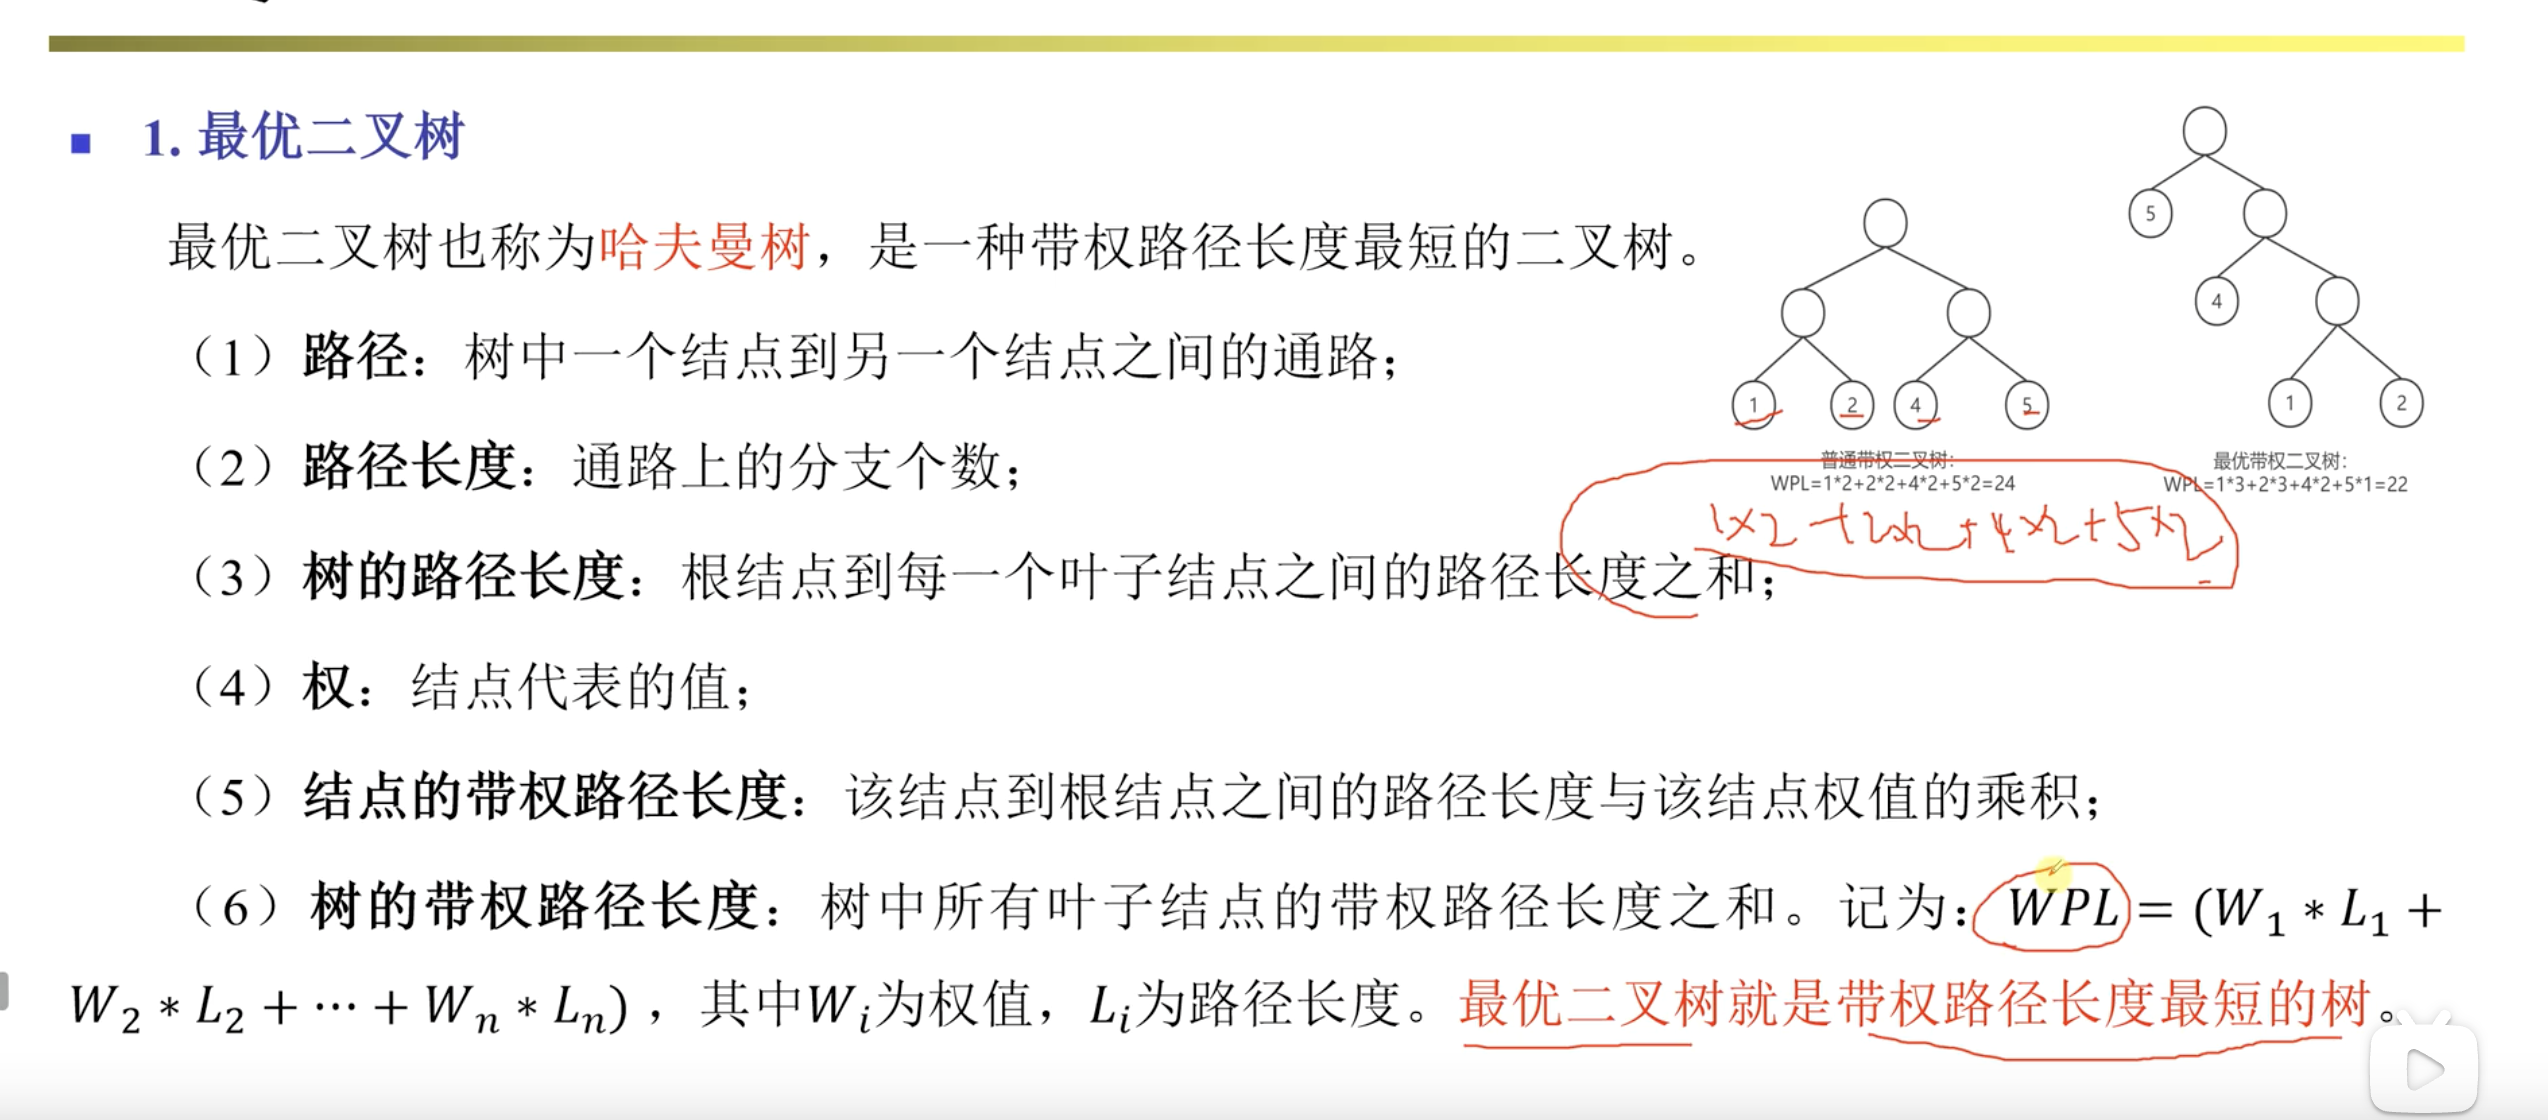 1. 最优二叉树
最优二叉树也称为哈夫曼树，是一种带权路径长度最短的二叉树。
（1）路径：树中一个结点到另一个结点之间的通路；
（2）路径长度：通路上的分支个数；
（3）树的路径长度：根结点到每一个叶子结点之间的路径长度之和；
（4）权：结点代表的值；
（5）结点的带权路径长度：该结点到根结点之间的路径长度与该结点权值的乘积；
（6）树的带权路径长度：树中所有叶子结点的带权路径长度之和。记为：WPL = (W₁ * L₁ +
W₂ * L₂ + ⋯ + Wₙ * Lₙ)，其中Wᵢ为权值，Lᵢ为路径长度。最优二叉树就是带权路径长度最短的树。
1 2 4 5
普通带权二叉树：
WPL=1*2+2*2+4*2+5*2=24
1×2+2×2+4×2+5×2
5
4
1 2
最优带权二叉树：
WPL=1*3+2*3+4*2+5*1=22